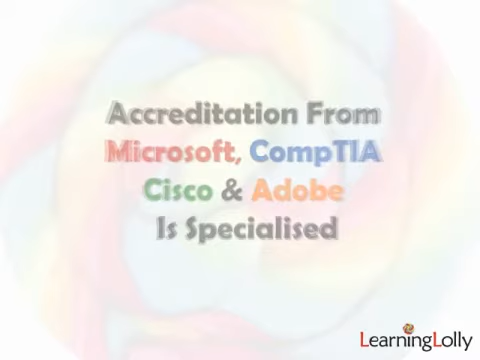 Accreditation From
Microsoft, CompTIA
Cisco & Adobe
Is Specialised
LearningLolly